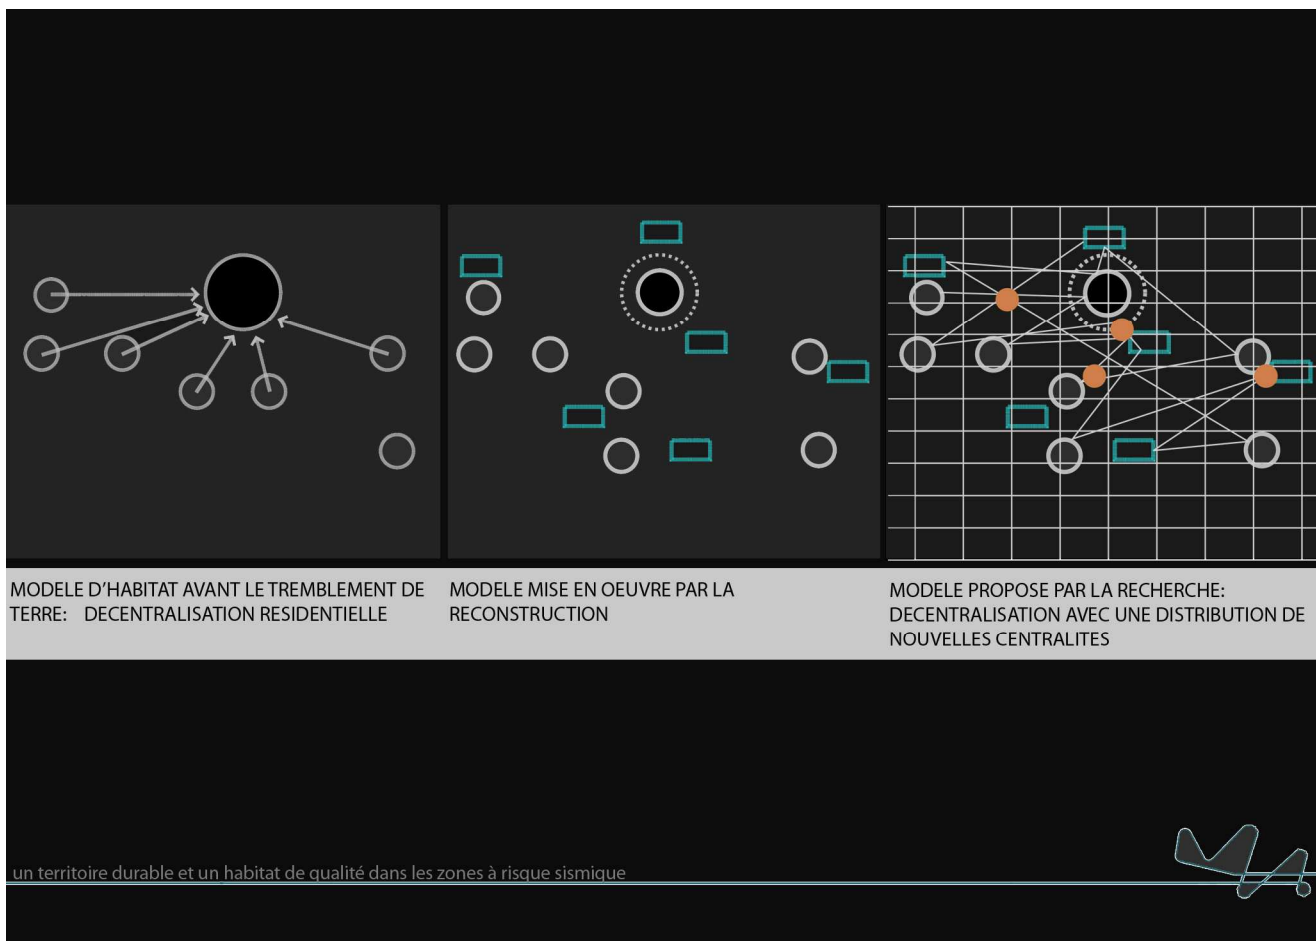 MODELE D'HABITAT AVANT LE TREMBLEMENT DE
TERRE: DECENTRALISATION RESIDENTIELLE
MODELE MISE EN OEUVRE PAR LA
RECONSTRUCTION
MODELE PROPOSE PAR LA RECHERCHE:
DECENTRALISATION AVEC UNE DISTRIBUTION DE
NOUVELLES CENTRALITES
un territoire durable et un habitat de qualité dans les zones à risque sismique